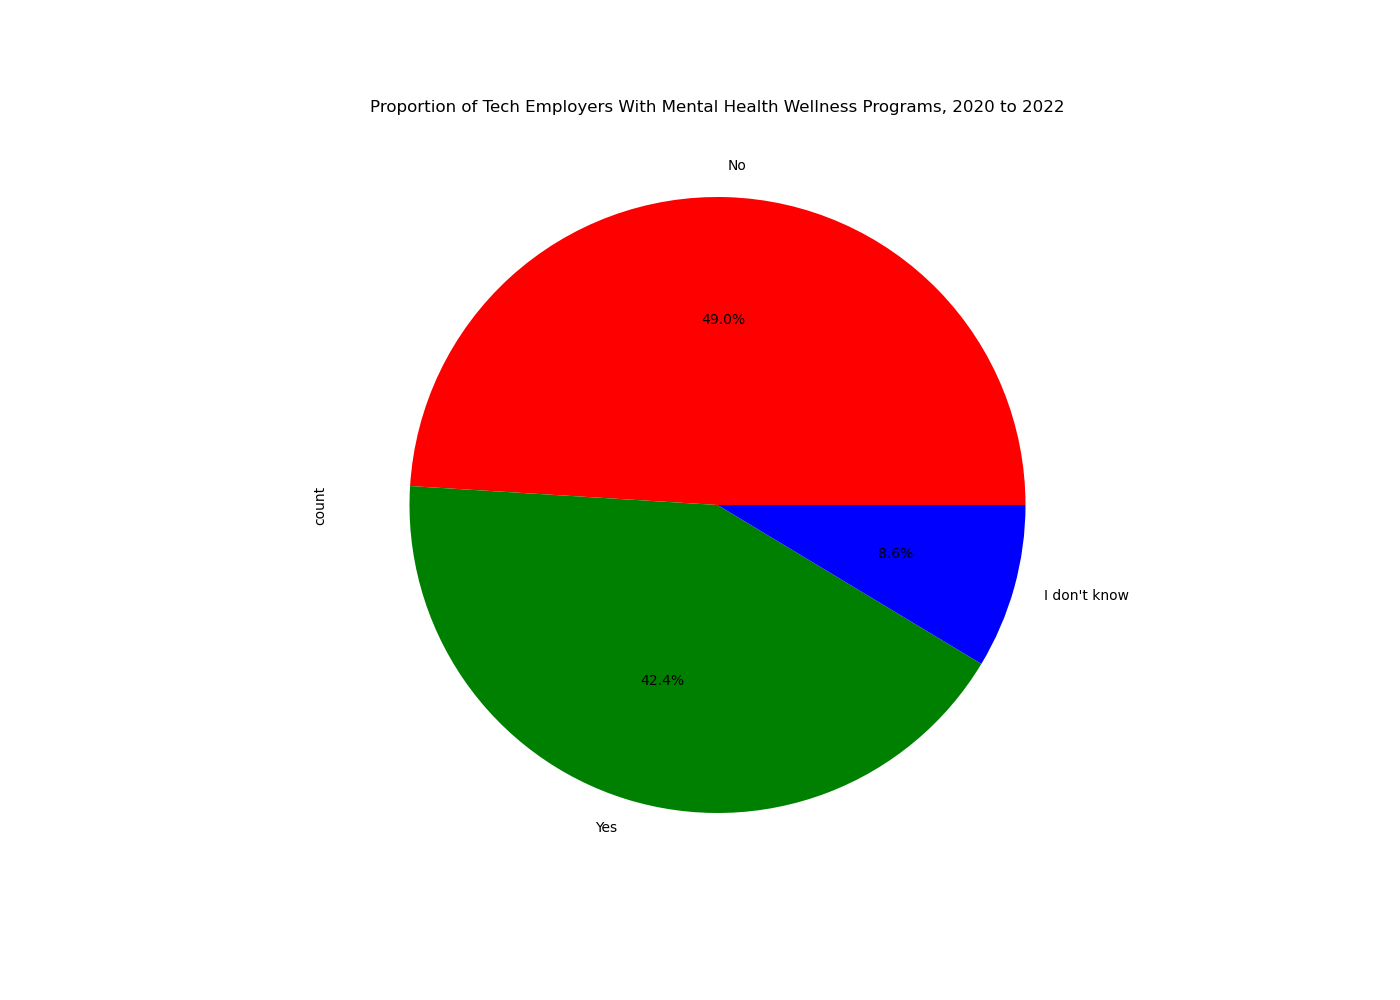 Proportion of Tech Employers With Mental Health Wellness Programs, 2020 to 2022
No
49.0%
count
8.6%
I don't know
42.4%
Yes